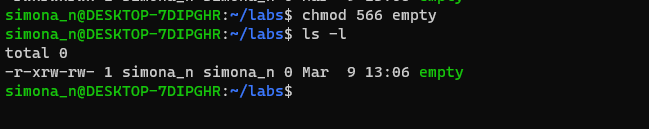 simona_n@DESKTOP-7DIPGHR:~/labs$ chmod 566 empty
simona_n@DESKTOP-7DIPGHR:~/labs$ ls -l
total 0
-r-xrw-rw- 1 simona_n simona_n 0 Mar  9 13:06 empty
simona_n@DESKTOP-7DIPGHR:~/labs$